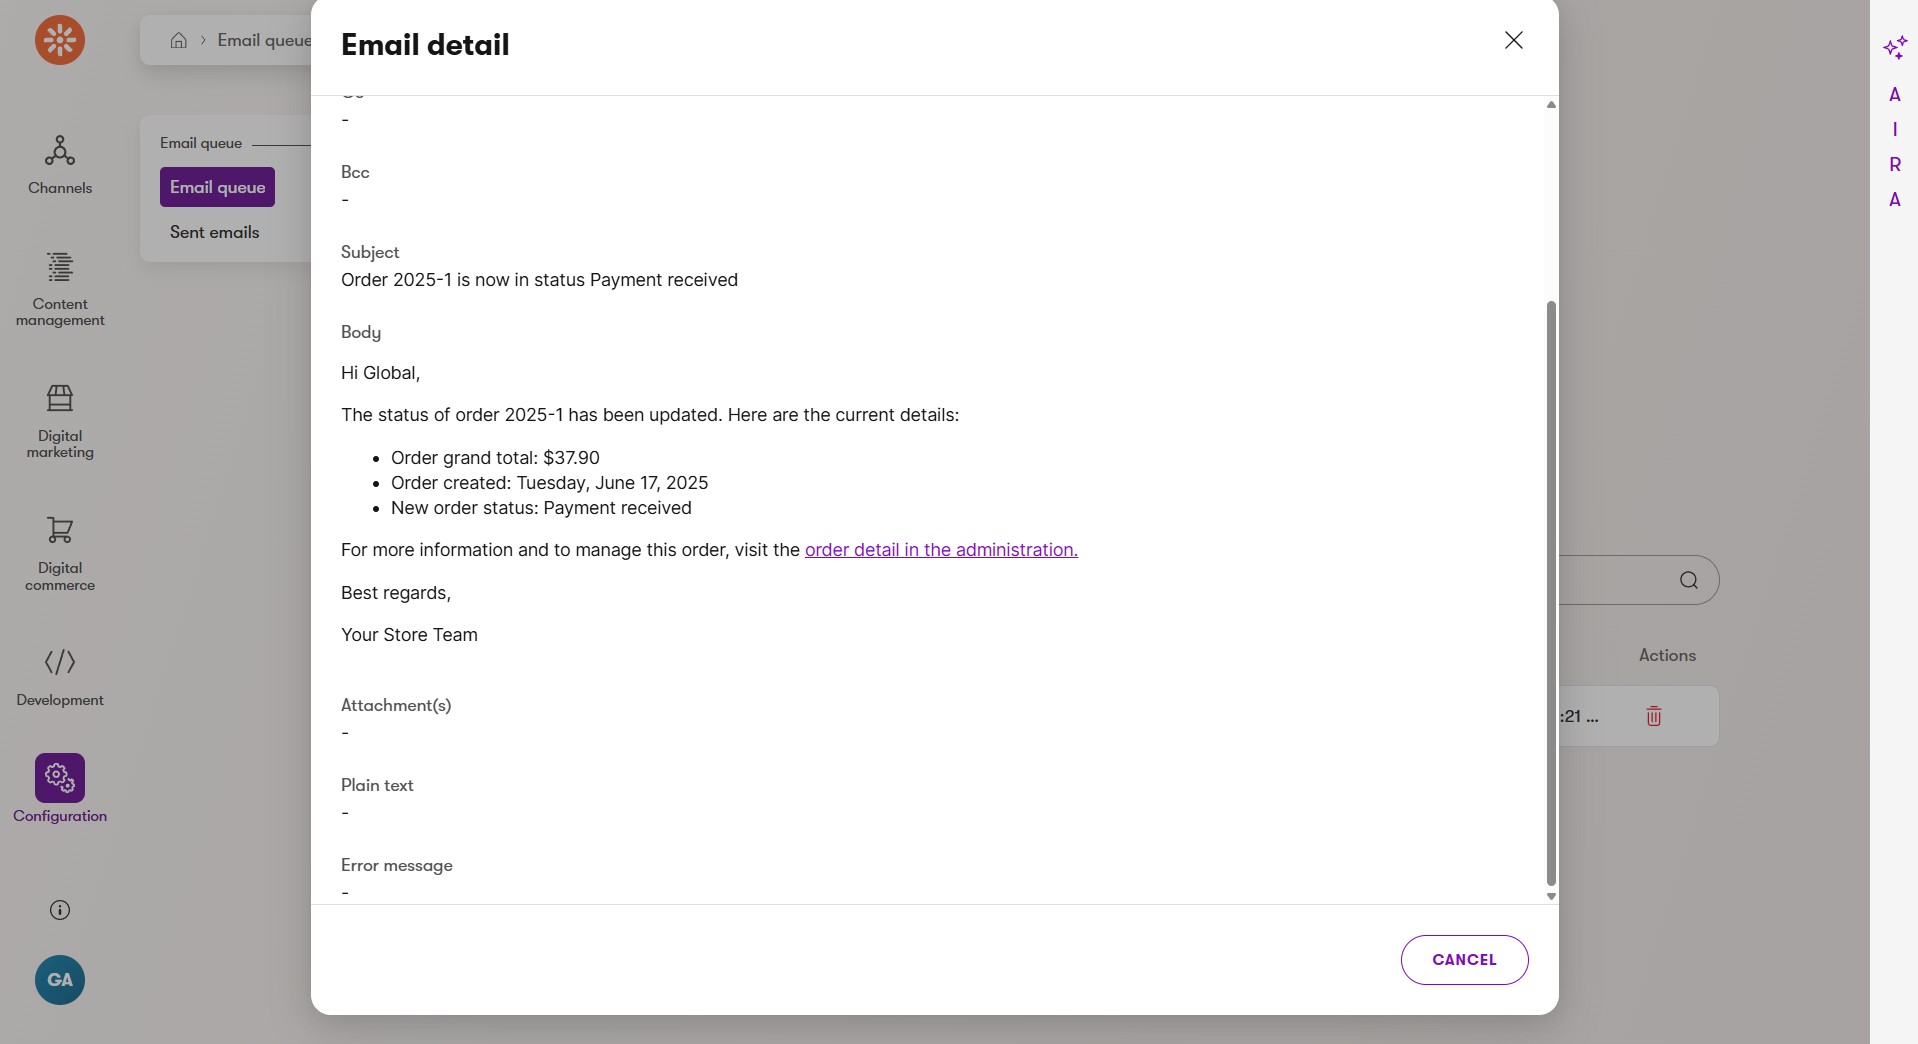 Email detail
Email queue
A
I
R
A
Channels
Content
management
Digital
marketing
Digital
commerce
Development
Configuration
GA
Email queue
Email queue
Sent emails
-
Bcc
-
Subject
Order 2025-1 is now in status Payment received
Body
Hi Global,
The status of order 2025-1 has been updated. Here are the current details:
• Order grand total: $37.90
• Order created: Tuesday, June 17, 2025
• New order status: Payment received
For more information and to manage this order, visit the order detail in the administration.
Best regards,
Your Store Team
Attachment(s)
-
Plain text
-
Error message
-
CANCEL
Actions
:21 ...